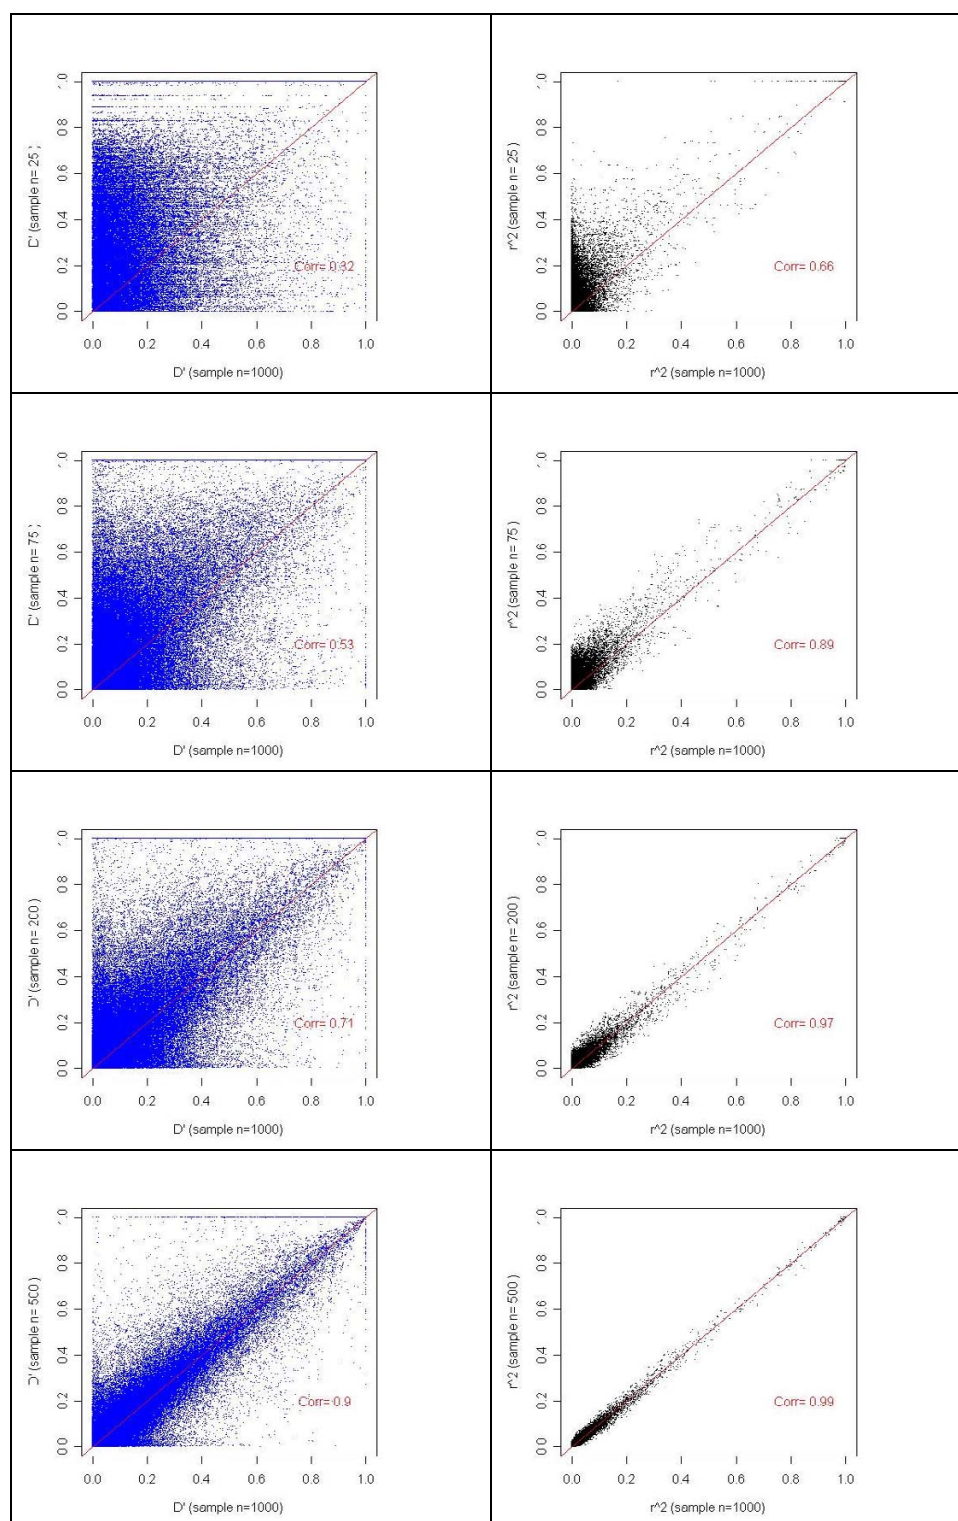 D' (sample n= 25)
1.0
0.8
0.6
0.4
0.2
0.0
Corr= 0.32
0.0 0.2 0.4 0.6 0.8 1.0
D' (sample n=1000)
r^2 (sample n= 25)
1.0
0.8
0.6
0.4
0.2
0.0
Corr= 0.66
0.0 0.2 0.4 0.6 0.8 1.0
r^2 (sample n=1000)
D' (sample n= 75)
1.0
0.8
0.6
0.4
0.2
0.0
Corr= 0.53
0.0 0.2 0.4 0.6 0.8 1.0
D' (sample n=1000)
r^2 (sample n= 75)
1.0
0.8
0.6
0.4
0.2
0.0
Corr= 0.89
0.0 0.2 0.4 0.6 0.8 1.0
r^2 (sample n=1000)
D' (sample n= 200)
1.0
0.8
0.6
0.4
0.2
0.0
Corr= 0.71
0.0 0.2 0.4 0.6 0.8 1.0
D' (sample n=1000)
r^2 (sample n= 200)
1.0
0.8
0.6
0.4
0.2
0.0
Corr= 0.97
0.0 0.2 0.4 0.6 0.8 1.0
r^2 (sample n=1000)
D' (sample n= 500)
1.0
0.8
0.6
0.4
0.2
0.0
Corr= 0.9
0.0 0.2 0.4 0.6 0.8 1.0
D' (sample n=1000)
r^2 (sample n= 500)
1.0
0.8
0.6
0.4
0.2
0.0
Corr= 0.99
0.0 0.2 0.4 0.6 0.8 1.0
r^2 (sample n=1000)